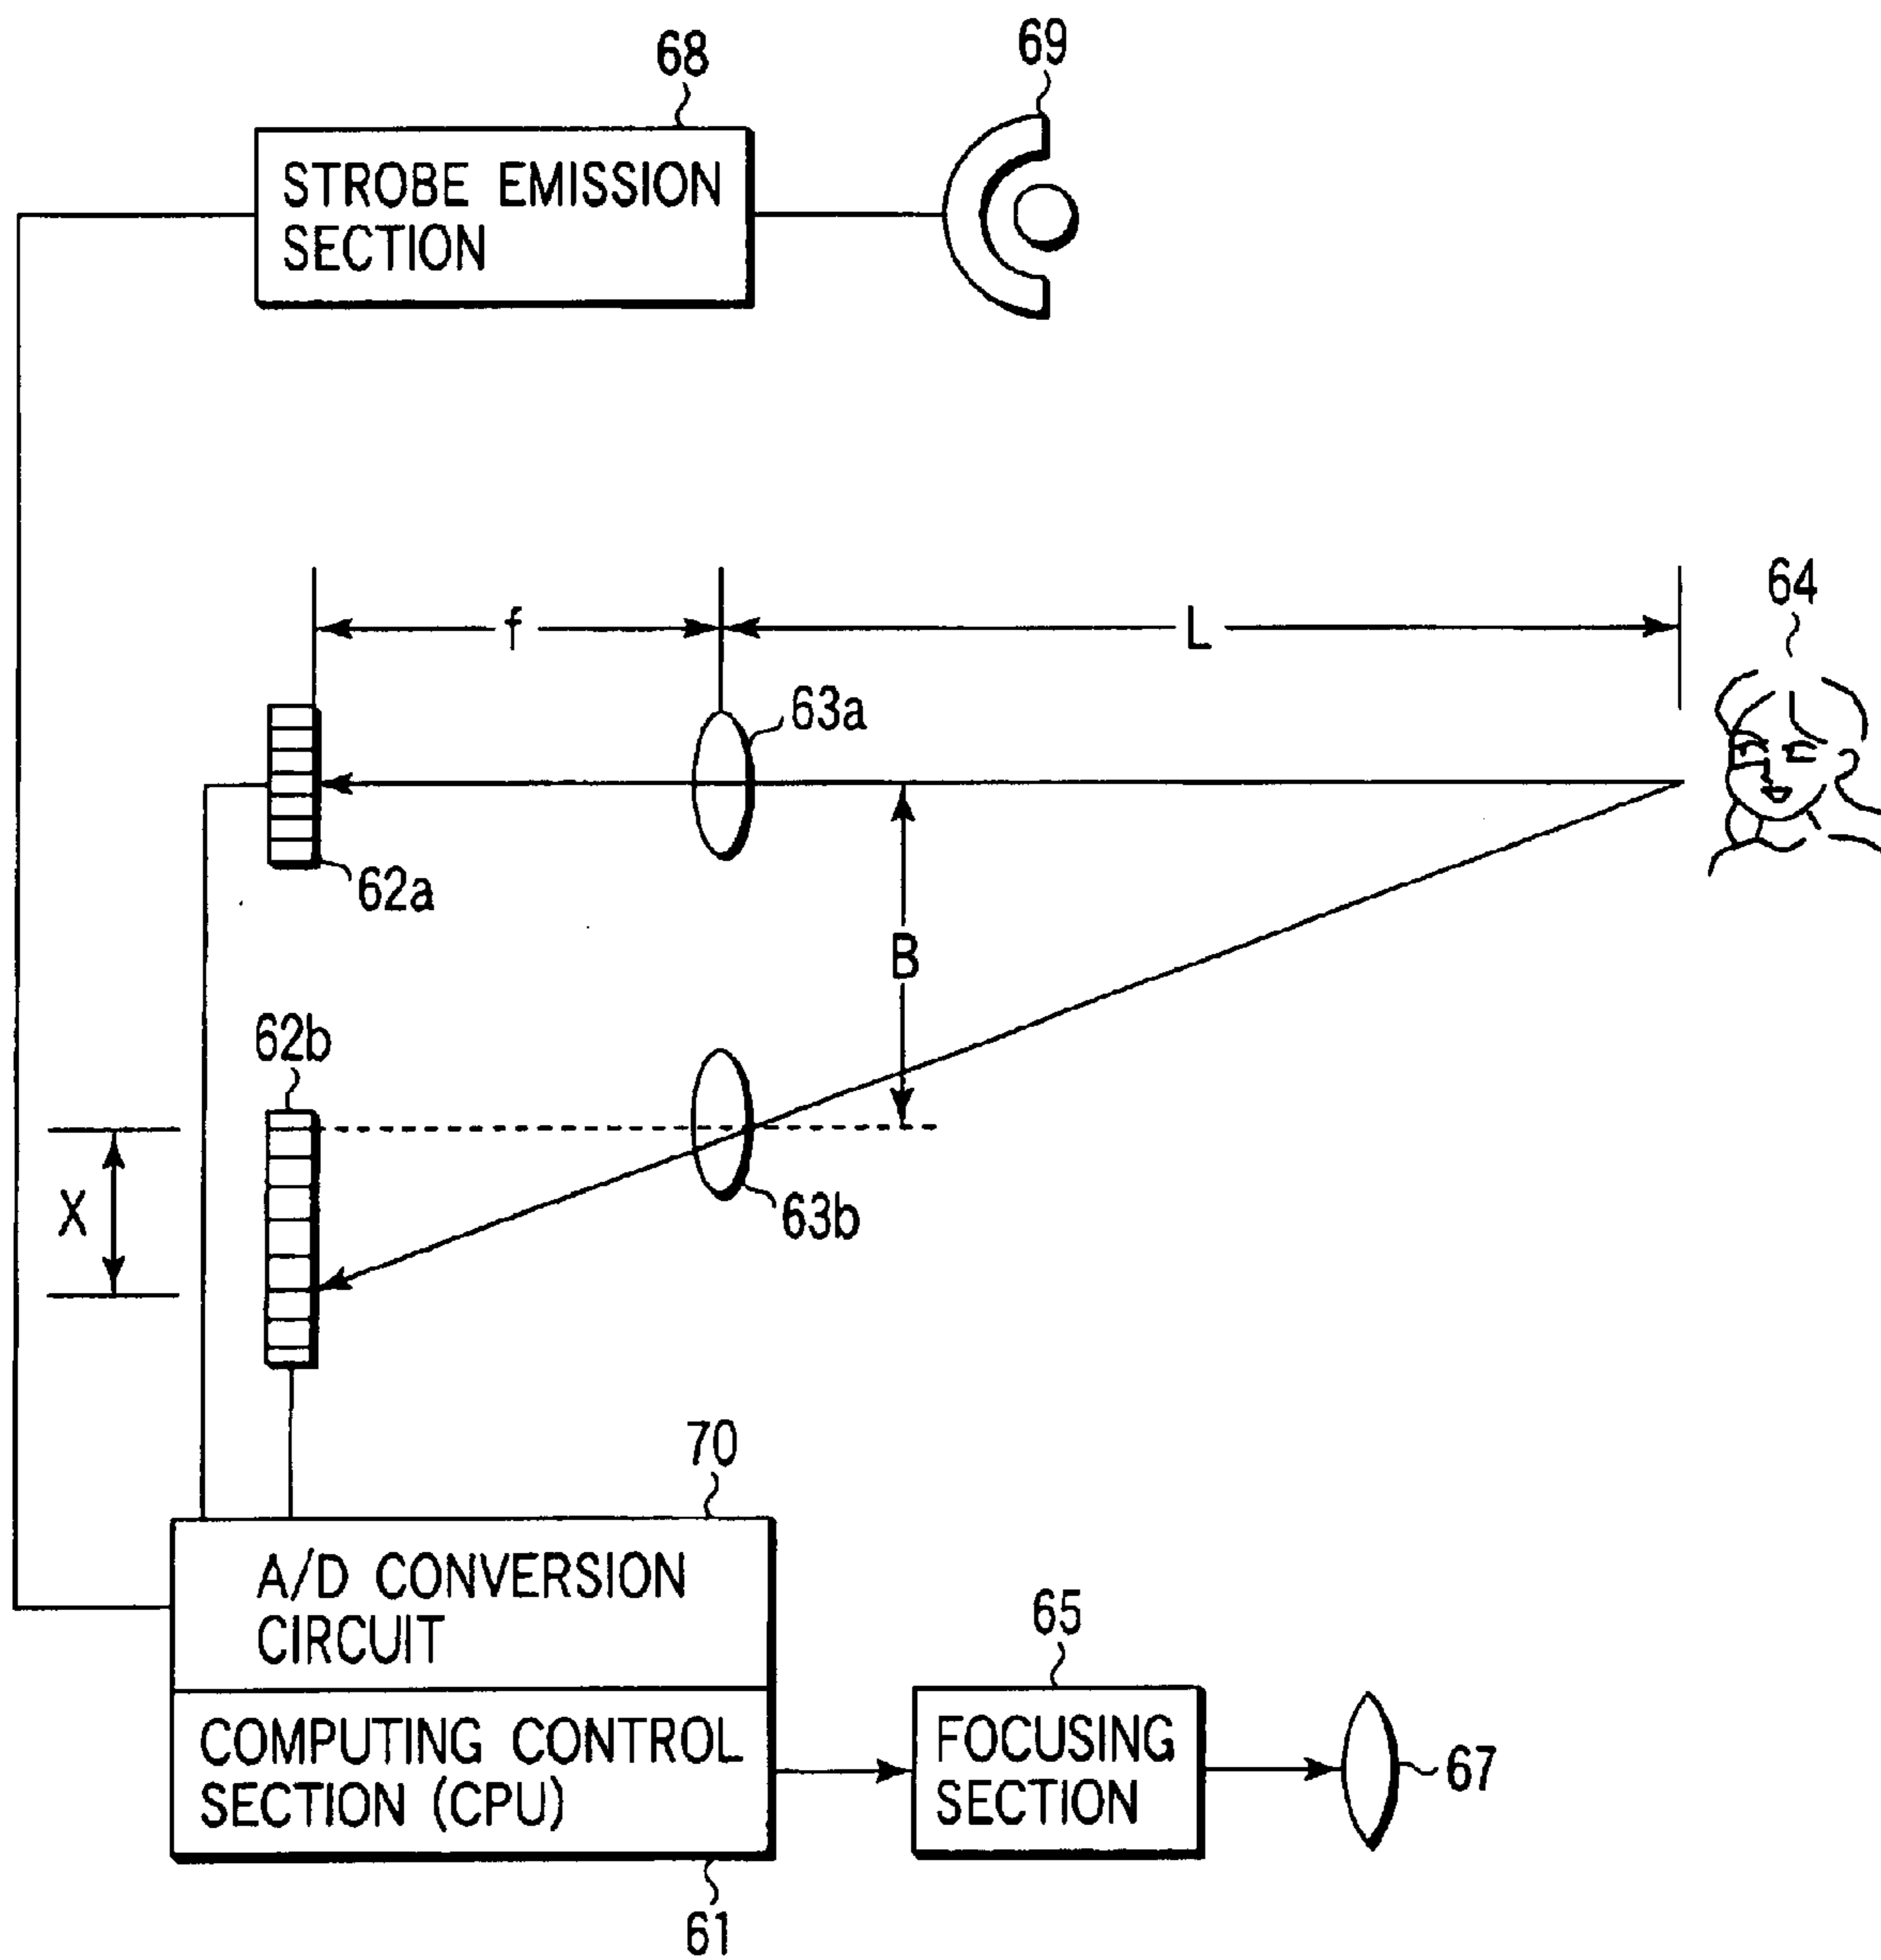 68
69
STROBE EMISSION
SECTION
64
f
L
63a
62a
B
62b
X
63b
70
A/D CONVERSION
CIRCUIT
65
COMPUTING CONTROL
SECTION (CPU)
FOCUSING
SECTION
67
61